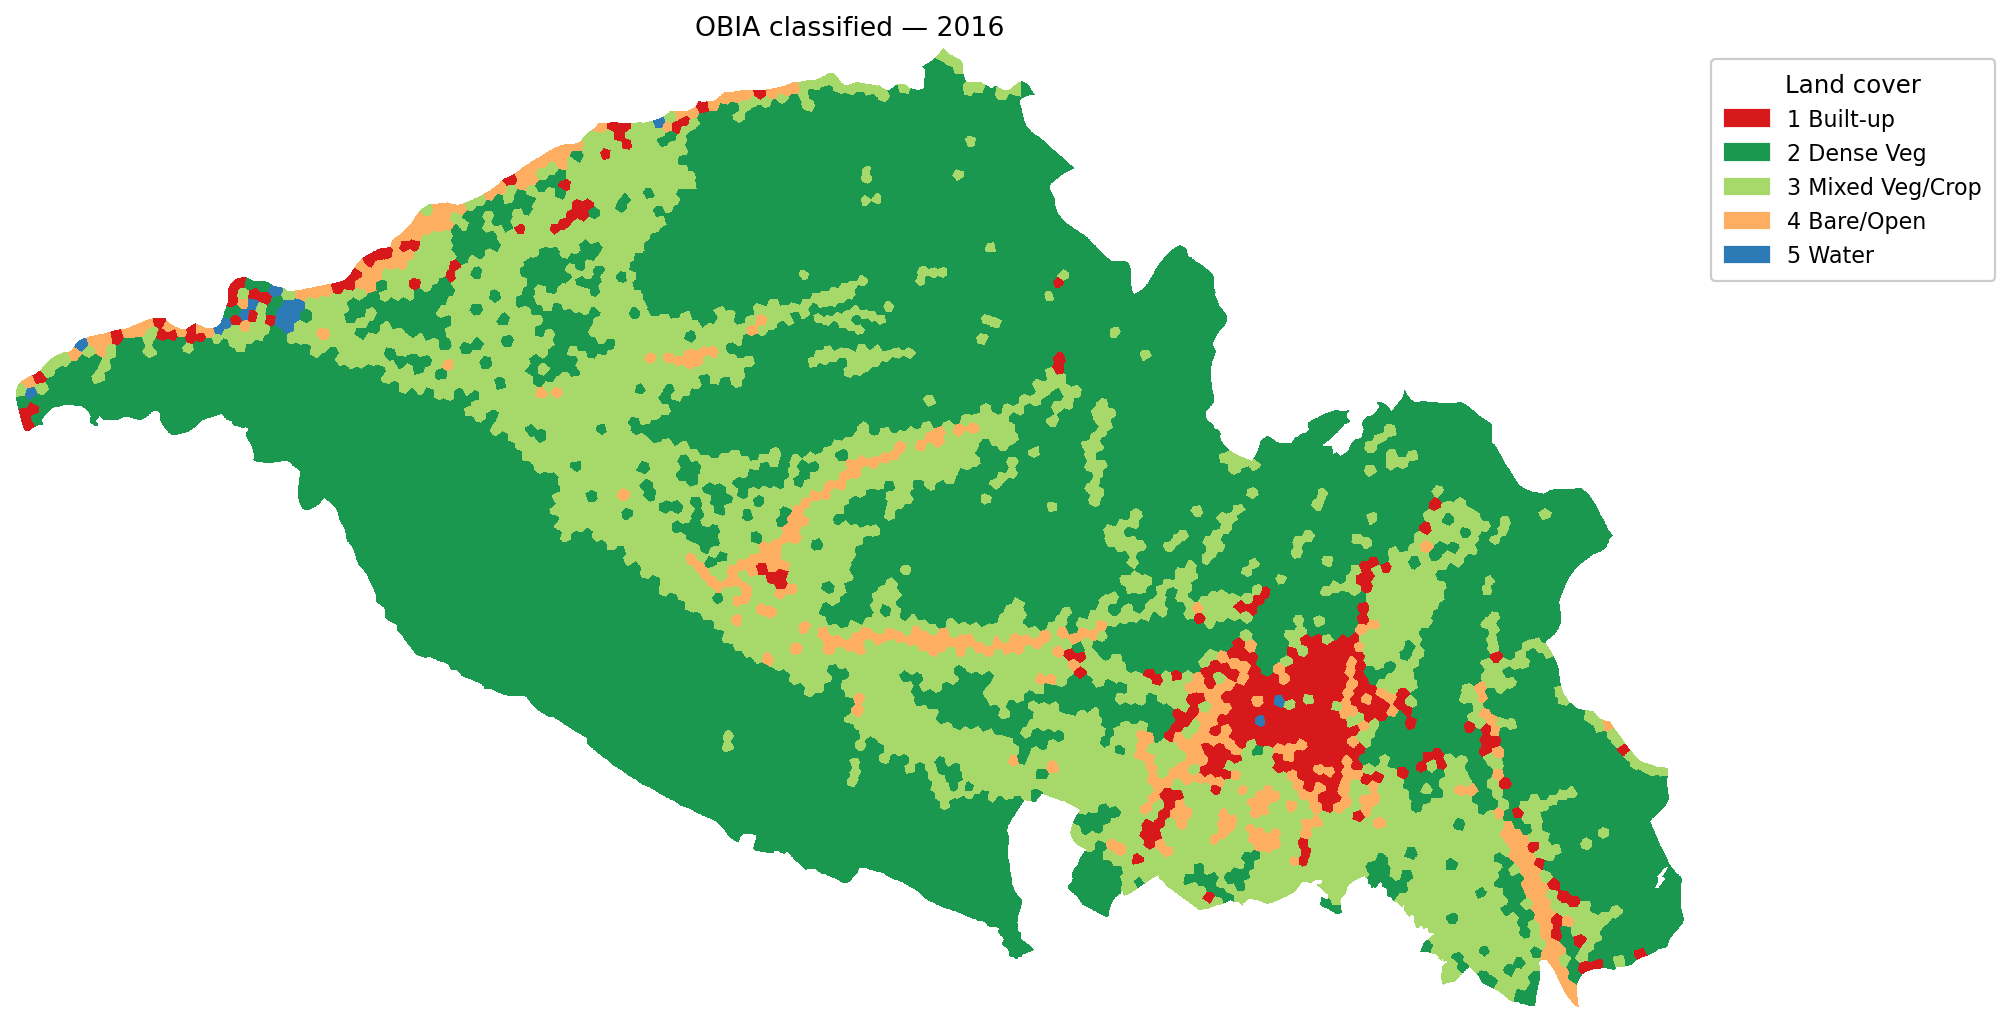 OBIA classified — 2016
Land cover
1 Built-up
2 Dense Veg
3 Mixed Veg/Crop
4 Bare/Open
5 Water